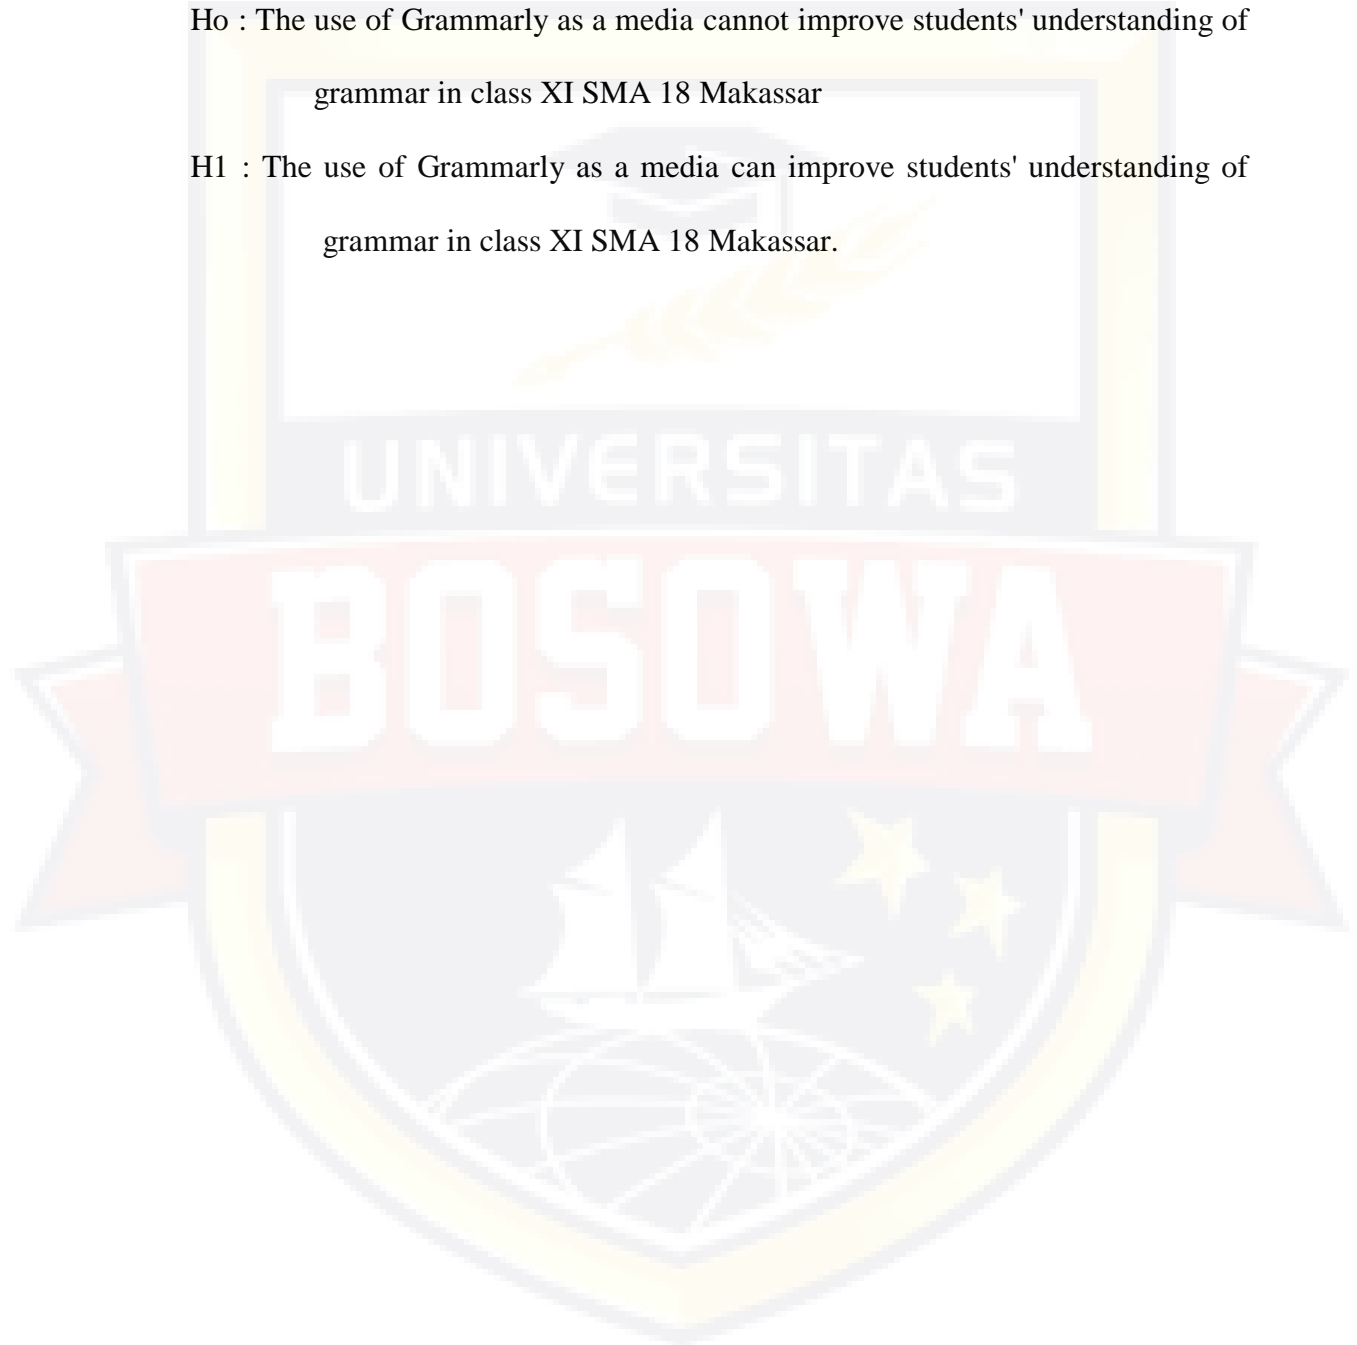 Ho : The use of Grammarly as a media cannot improve students' understanding of
grammar in class XI SMA 18 Makassar
H1 : The use of Grammarly as a media can improve students' understanding of
grammar in class XI SMA 18 Makassar.
UNIVERSITAS
BOSOWA